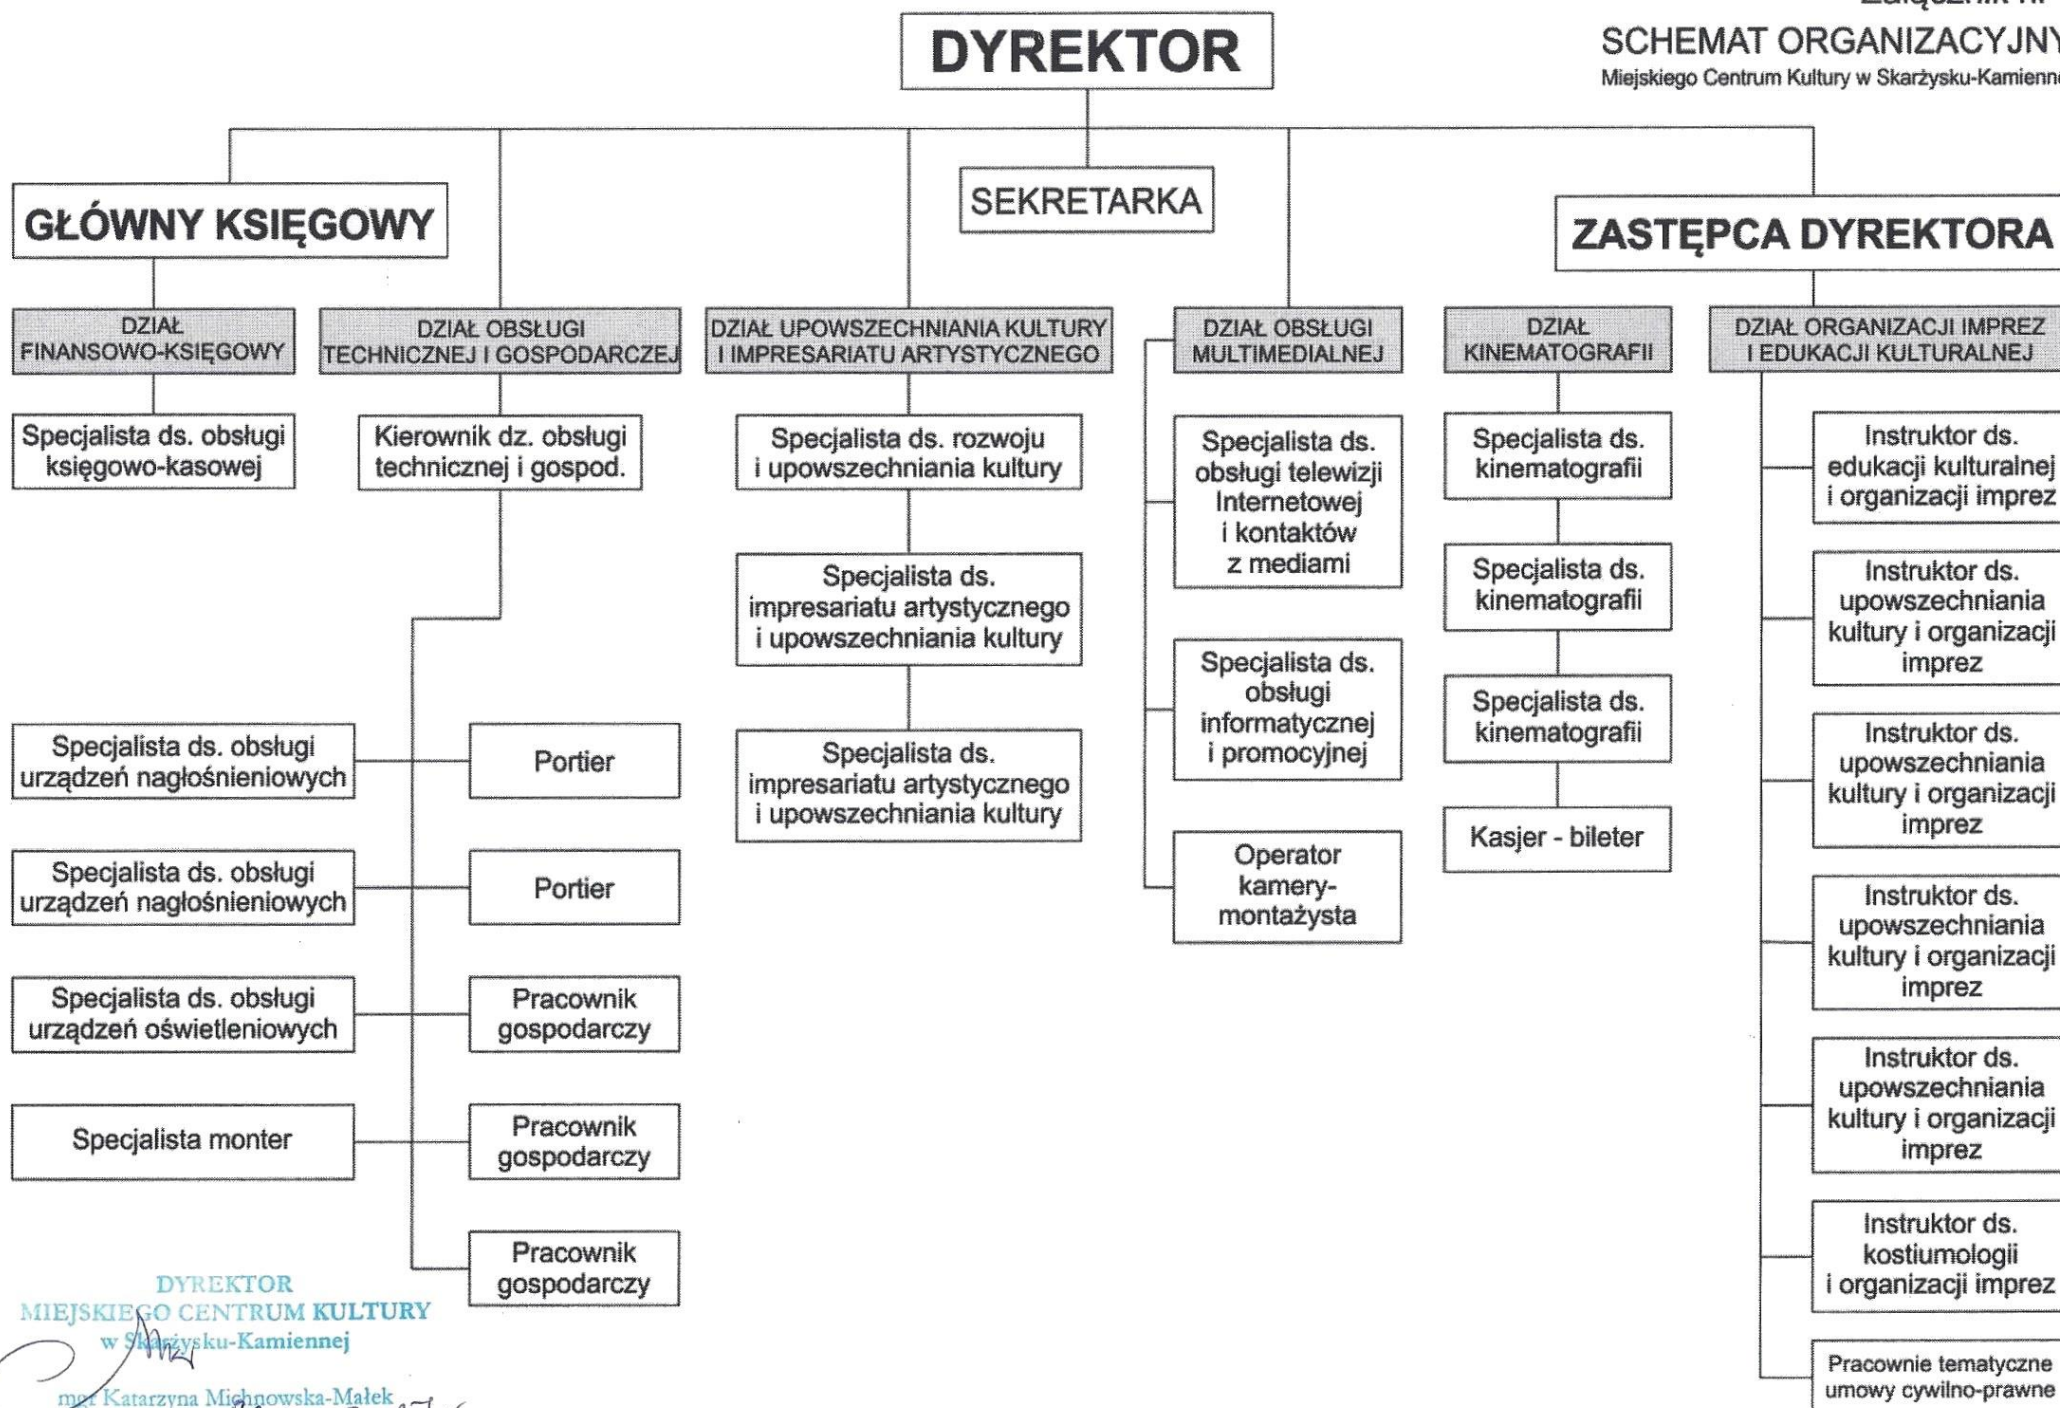 DYREKTOR
SCHEMAT ORGANIZACYJNY
Miejskiego Centrum Kultury w Skarżysku-Kamienne
SEKRETARKA
GŁÓWNY KSIĘGOWY
ZASTĘPCA DYREKTORA
DZIAŁ
FINANSOWO-KSIĘGOWY
Specjalista ds. obsługi
księgowo-kasowej
DZIAŁ OBSŁUGI
TECHNICZNEJ I GOSPODARCZEJ
Kierownik dz. obsługi
technicznej i gospod.
Specjalista ds. obsługi
urządzeń nagłośnieniowych
Portier
Specjalista ds. obsługi
urządzeń nagłośnieniowych
Portier
Specjalista ds. obsługi
urządzeń oświetleniowych
Pracownik
gospodarczy
Specjalista monter
Pracownik
gospodarczy
Pracownik
gospodarczy
DZIAŁ UPOWSZECHNIANIA KULTURY
I IMPRESARIATU ARTYSTYCZNEGO
Specjalista ds. rozwoju
i upowszechniania kultury
Specjalista ds.
impresariatu artystycznego
i upowszechniania kultury
Specjalista ds.
impresariatu artystycznego
i upowszechniania kultury
DZIAŁ OBSŁUGI
MULTIMEDIALNEJ
Specjalista ds.
obsługi telewizji
Internetowej
i kontaktów
z mediami
Specjalista ds.
obsługi
informatycznej
i promocyjnej
Operator
kamery-
montażysta
DZIAŁ
KINEMATOGRAFII
Specjalista ds.
kinematografii
Specjalista ds.
kinematografii
Specjalista ds.
kinematografii
Kasjer - bileter
DZIAŁ ORGANIZACJI IMPREZ
I EDUKACJI KULTURALNEJ
Instruktor ds.
edukacji kulturalnej
i organizacji imprez
Instruktor ds.
upowszechniania
kultury i organizacji
imprez
Instruktor ds.
upowszechniania
kultury i organizacji
imprez
Instruktor ds.
upowszechniania
kultury i organizacji
imprez
Instruktor ds.
upowszechniania
kultury i organizacji
imprez
Instruktor ds.
kostiumologii
i organizacji imprez
Pracownie tematyczne
umowy cywilno-prawne
DYREKTOR
MIEJSKIEGO CENTRUM KULTURY
w Skarżysku-Kamiennej
mgr Katarzyna Michnowska-Małek